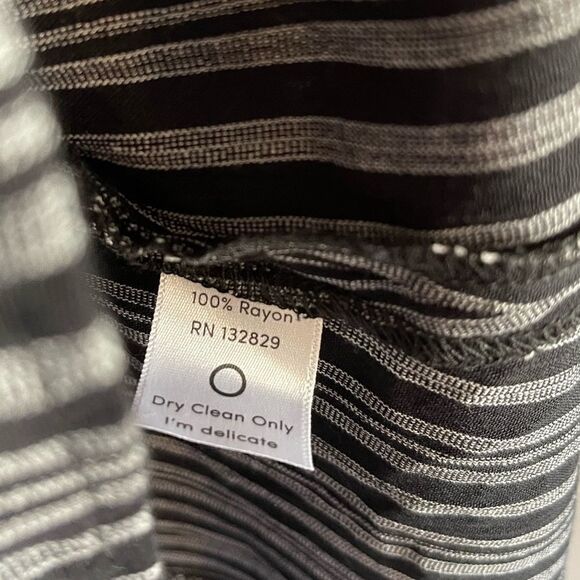 100% Rayon
RN 132829
Dry Clean Only
I'm delicate